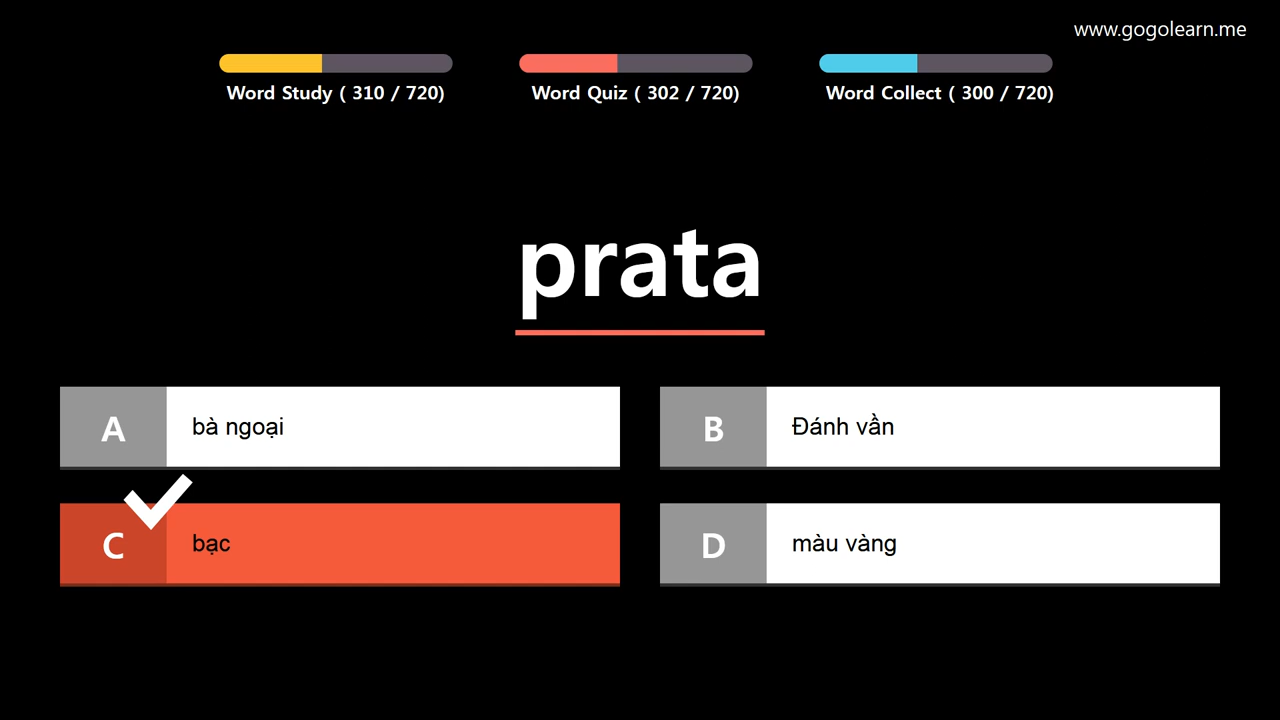 www.gogolearn.me
Word Study ( 310 / 720)
Word Quiz ( 302 / 720)
Word Collect ( 300 / 720)
prata
A bà ngoại
B Đánh vần
C bạc
D màu vàng